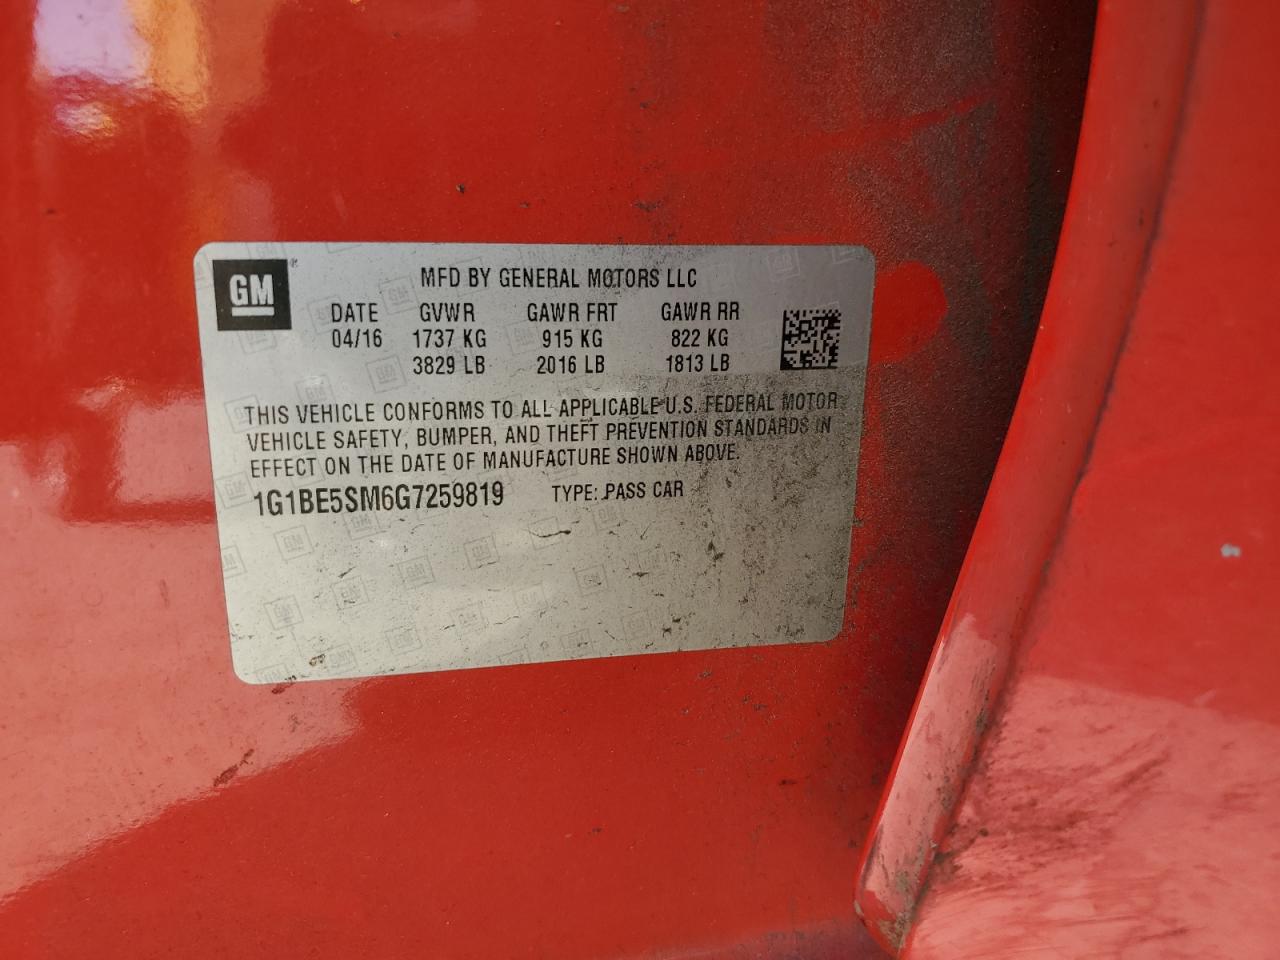 GM
MFD BY GENERAL MOTORS LLC
DATE GVWR GAWR FRT GAWR RR
04/16 1737 KG 915 KG 822 KG
3829 LB 2016 LB 1813 LB
THIS VEHICLE CONFORMS TO ALL APPLICABLE U.S. FEDERAL MOTOR
VEHICLE SAFETY, BUMPER, AND THEFT PREVENTION STANDARDS IN
EFFECT ON THE DATE OF MANUFACTURE SHOWN ABOVE.
1G1BE5SM6G7259819 TYPE: PASS CAR